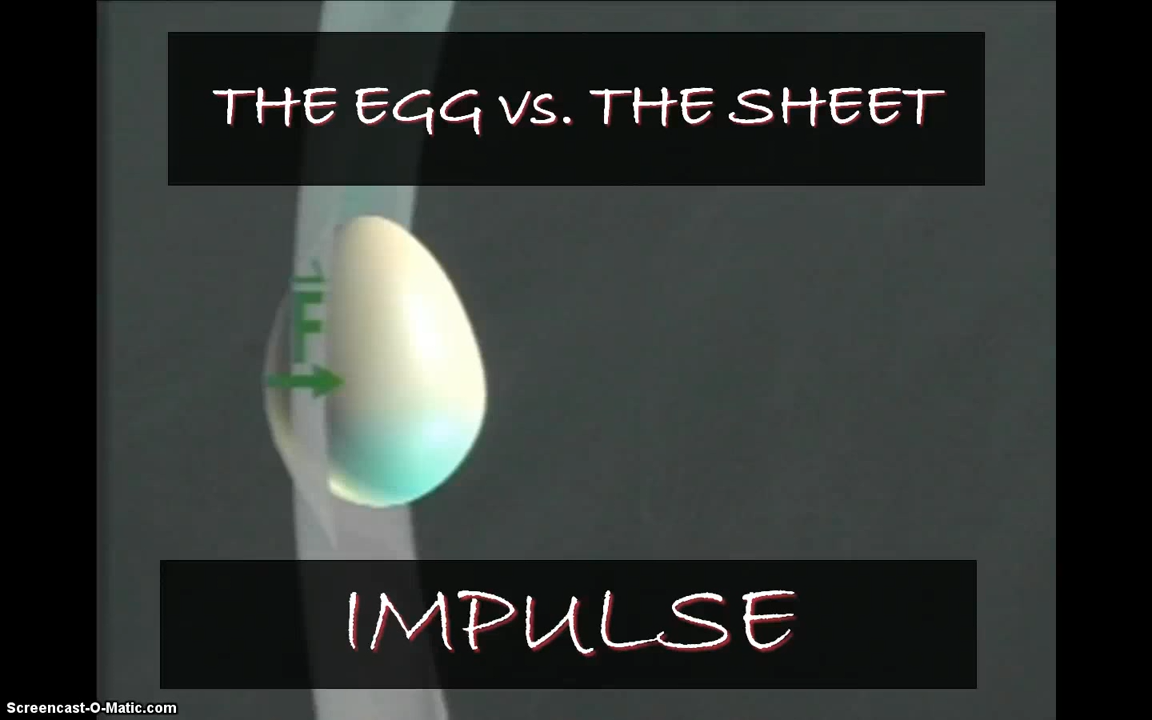 THE EGG vs. THE SHEET
F
IMPULSE
Screencast-O-Matic.com